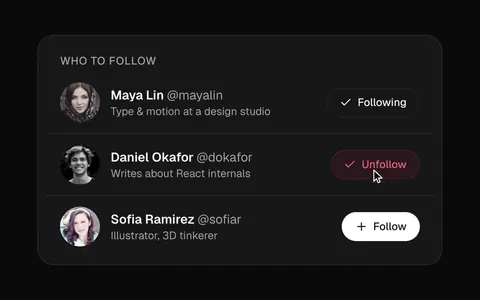 WHO TO FOLLOW
Maya Lin @mayalin
Type & motion at a design studio
Following
Daniel Okafor @dokafor
Writes about React internals
Unfollow
Sofia Ramirez @sofiar
Illustrator, 3D tinkerer
Follow